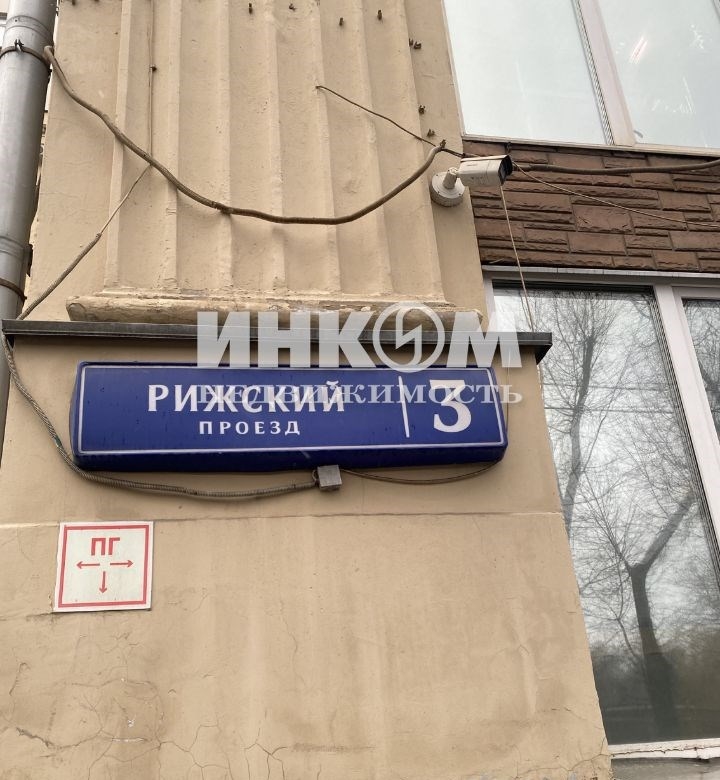 ИНКОМ
НЕДВИЖИМОСТЬ
РИЖСКИЙ
ПРОЕЗД
3
ПГ